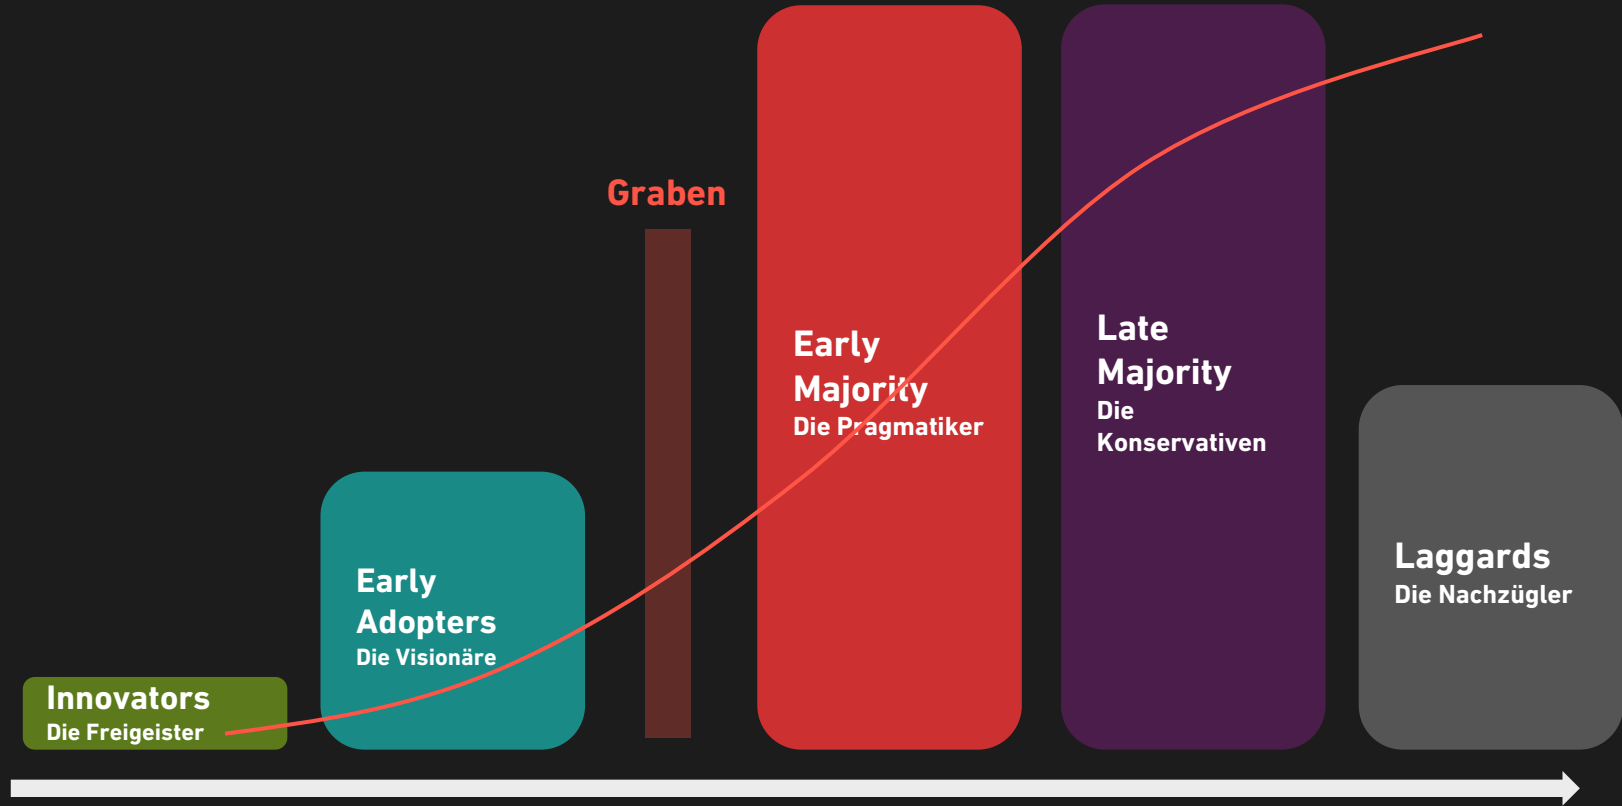 Innovators
Die Freigeister
Early
Adopters
Die Visionäre
Graben
Early
Majority
Die Pragmatiker
Late
Majority
Die
Konservativen
Laggards
Die Nachzügler